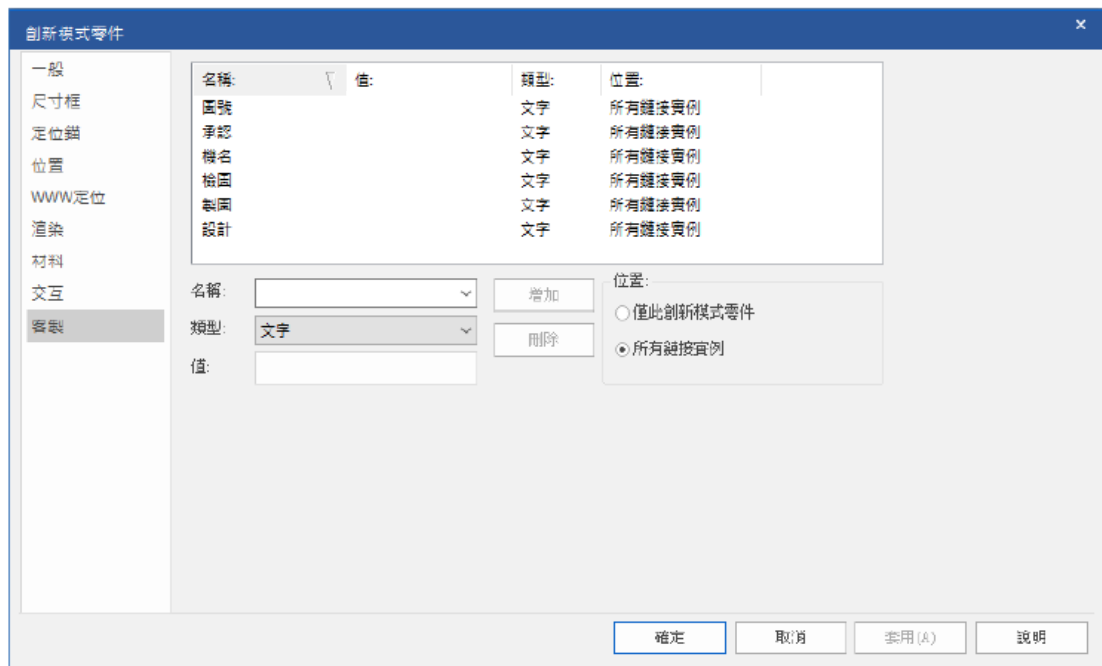 創新模式零件
一般
尺寸框
定位錨
位置
WWW定位
渲染
材料
交互
客製
名稱: 值: 類型: 位置:
圖號 文字 所有鏈接實例
承認 文字 所有鏈接實例
機名 文字 所有鏈接實例
檢圖 文字 所有鏈接實例
製圖 文字 所有鏈接實例
設計 文字 所有鏈接實例
名稱: 增加
類型: 文字 刪除
值:
位置:
僅此創新模式零件
所有鏈接實例
確定 取消 套用(A) 說明